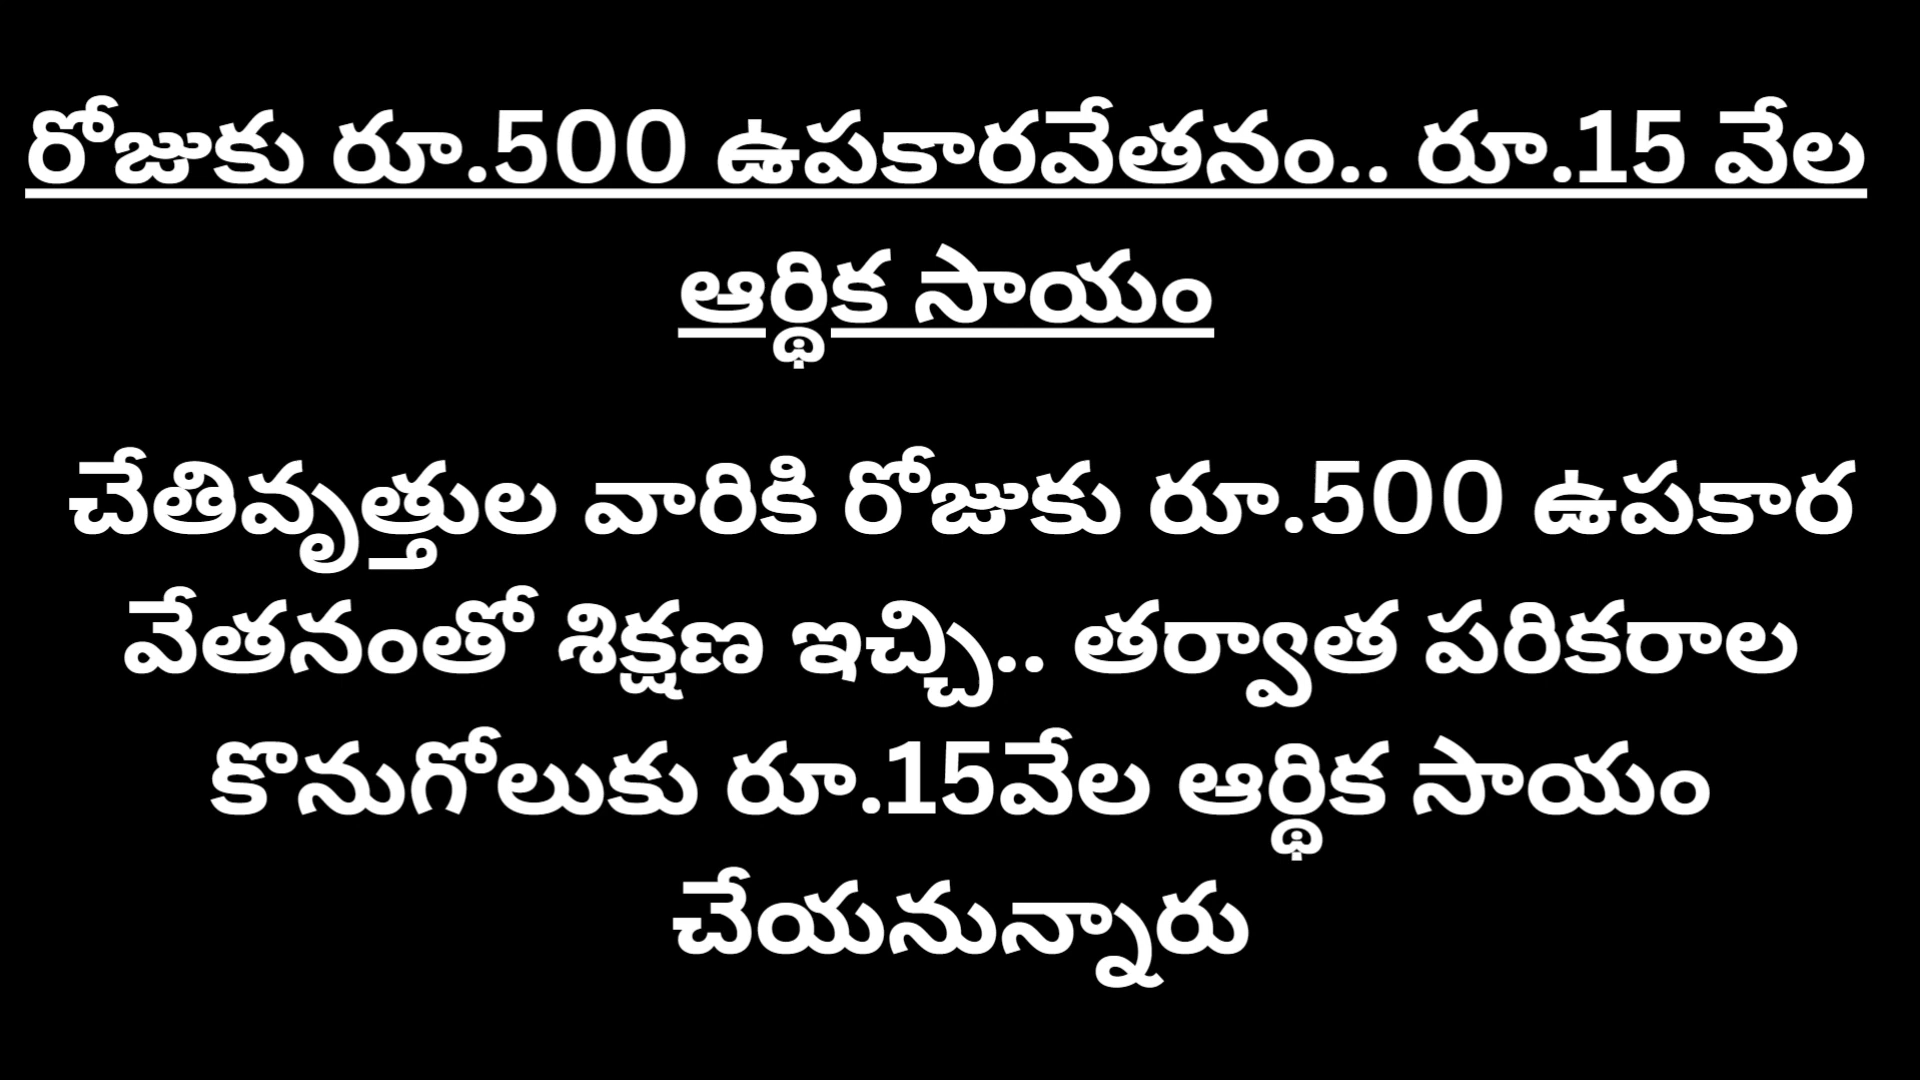 రోజుకు రూ.500 ఉపకారవేతనం.. రూ.15 వేల
ఆర్థిక సాయం
చేతివృత్తుల వారికి రోజుకు రూ.500 ఉపకార
వేతనంతో శిక్షణ ఇచ్చి.. తర్వాత పరికరాల
కొనుగోలుకు రూ.15వేల ఆర్థిక సాయం
చేయనున్నారు